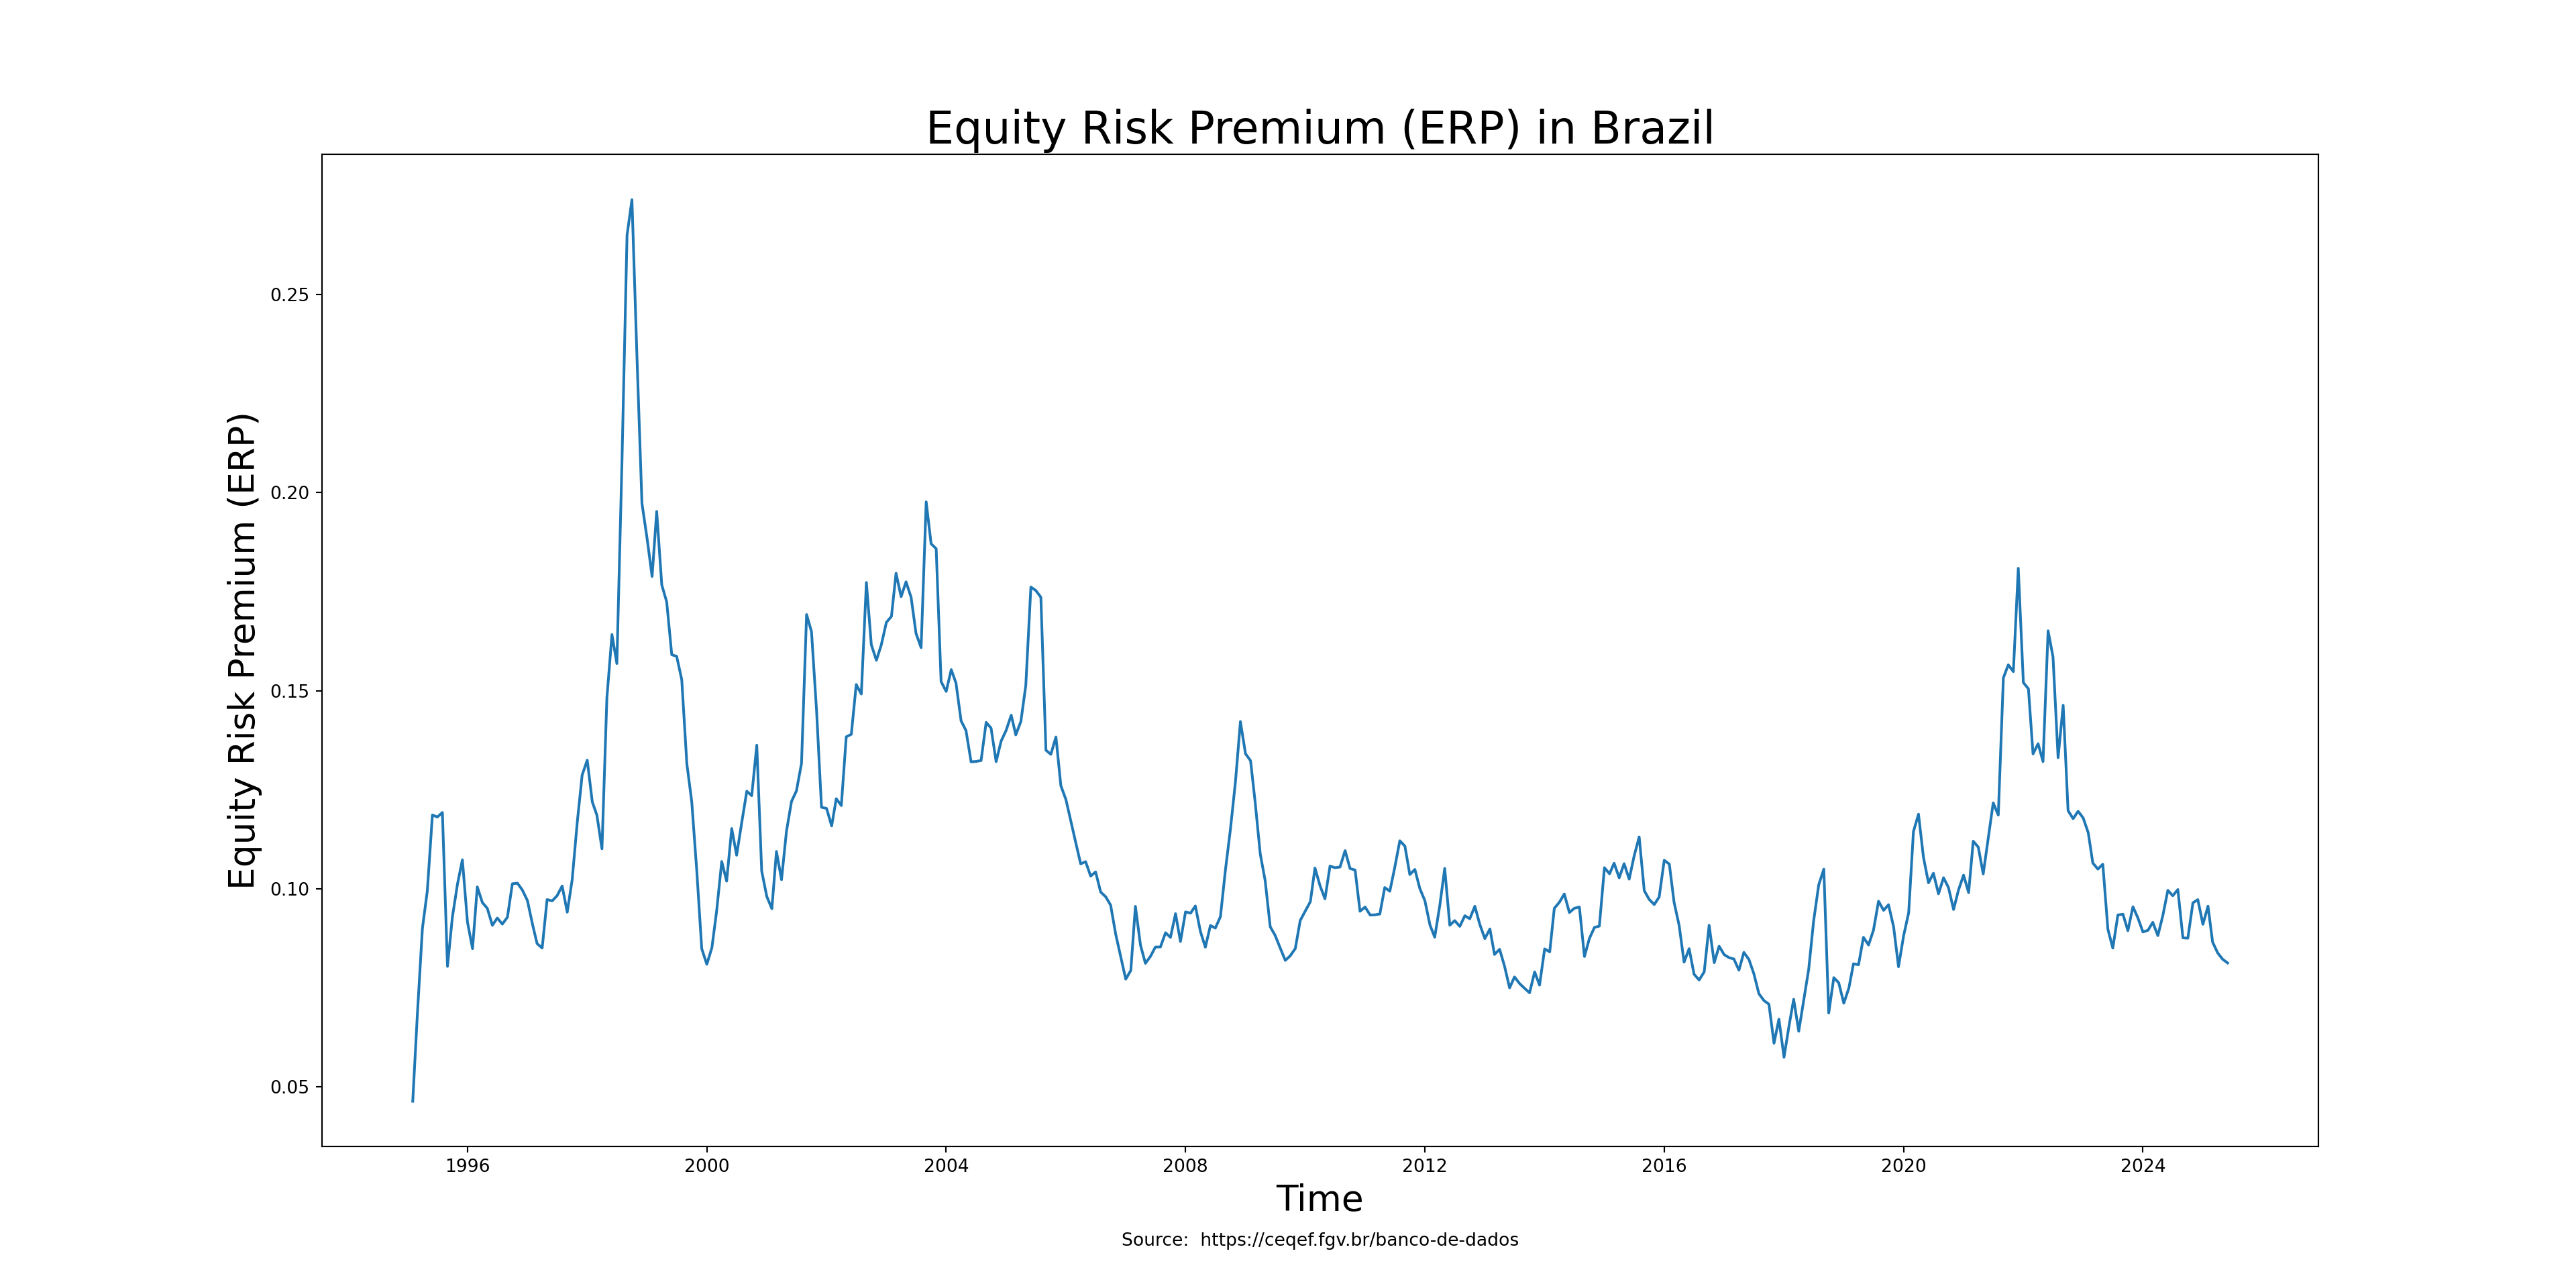 Equity Risk Premium (ERP) in Brazil
Equity Risk Premium (ERP)
0.25
0.20
0.15
0.10
0.05
1996 2000 2004 2008 2012 2016 2020 2024
Time
Source:  https://ceqef.fgv.br/banco-de-dados